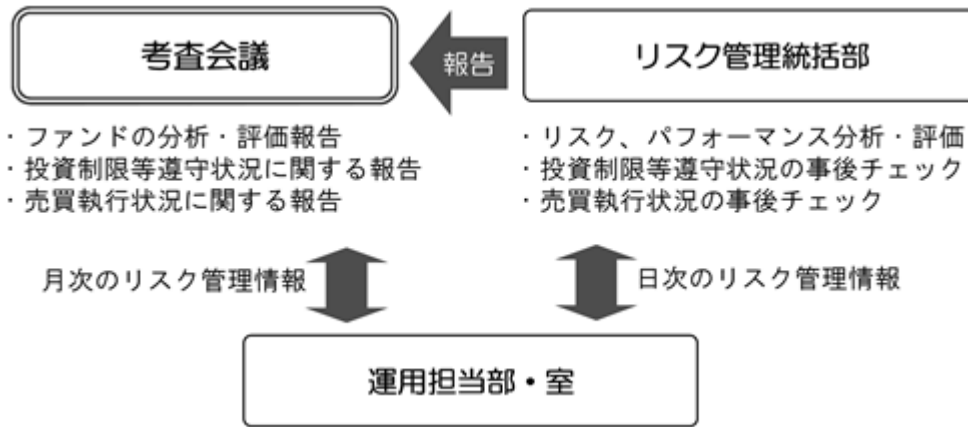 考査会議
報告
リスク管理統括部
・ファンドの分析・評価報告
・投資制限等遵守状況に関する報告
・売買執行状況に関する報告
・リスク、パフォーマンス分析・評価
・投資制限等遵守状況の事後チェック
・売買執行状況の事後チェック
月次のリスク管理情報
日次のリスク管理情報
運用担当部・室